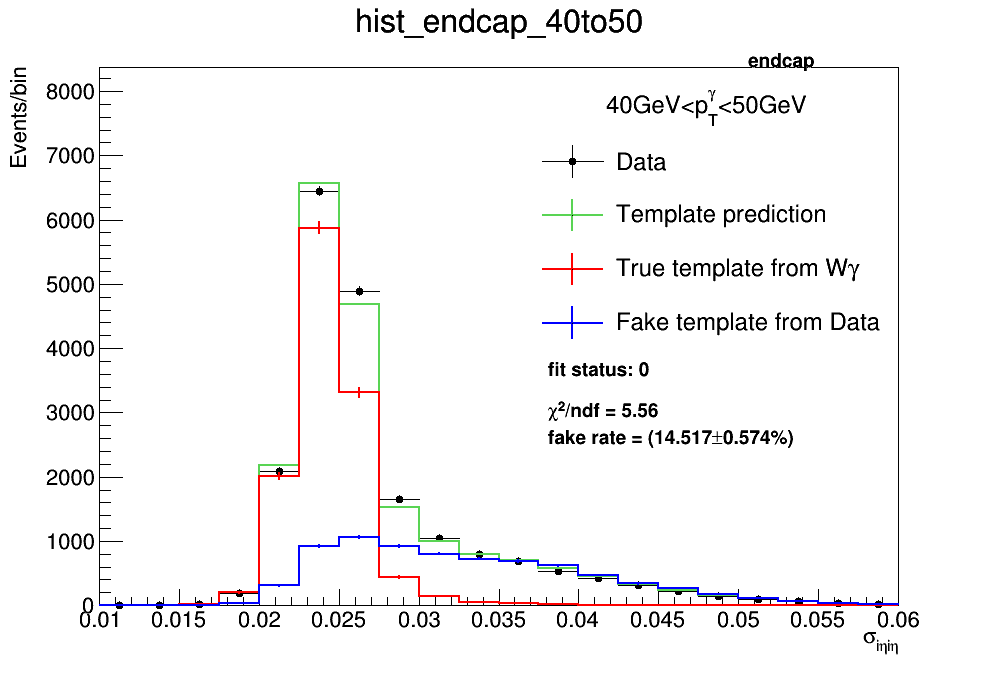 hist_endcap_40to50
Events/bin
endcap
40GeV<p_T^γ<50GeV
Data
Template prediction
True template from Wγ
Fake template from Data
fit status: 0
χ²/ndf = 5.56
fake rate = (14.517±0.574%)
8000
7000
6000
5000
4000
3000
2000
1000
0
0.01 0.015 0.02 0.025 0.03 0.035 0.04 0.045 0.05 0.055 0.06
σ_iηiη